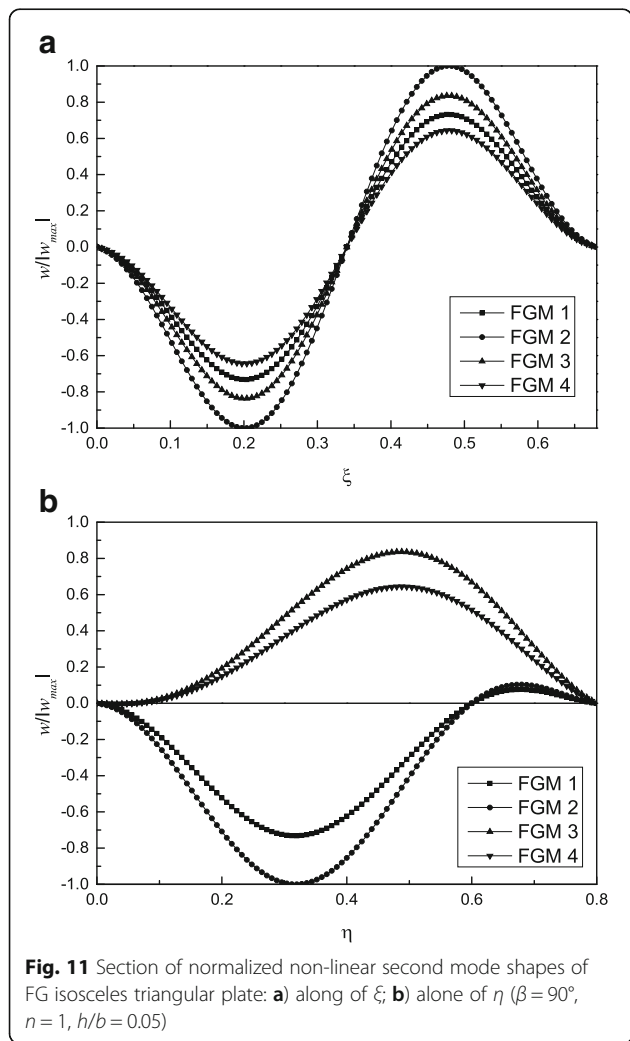 a
1.0
0.8
0.6
0.4
0.2
0.0
-0.2
-0.4
-0.6
-0.8
-1.0
w/|w_max|
FGM 1
FGM 2
FGM 3
FGM 4
0.0 0.1 0.2 0.3 0.4 0.5 0.6
ξ
b
1.0
0.8
0.6
0.4
0.2
0.0
-0.2
-0.4
-0.6
-0.8
-1.0
w/|w_max|
FGM 1
FGM 2
FGM 3
FGM 4
0.0 0.2 0.4 0.6 0.8
η
Fig. 11 Section of normalized non-linear second mode shapes of
FG isosceles triangular plate: a) along of ξ; b) alone of η (β = 90°,
n = 1, h/b = 0.05)